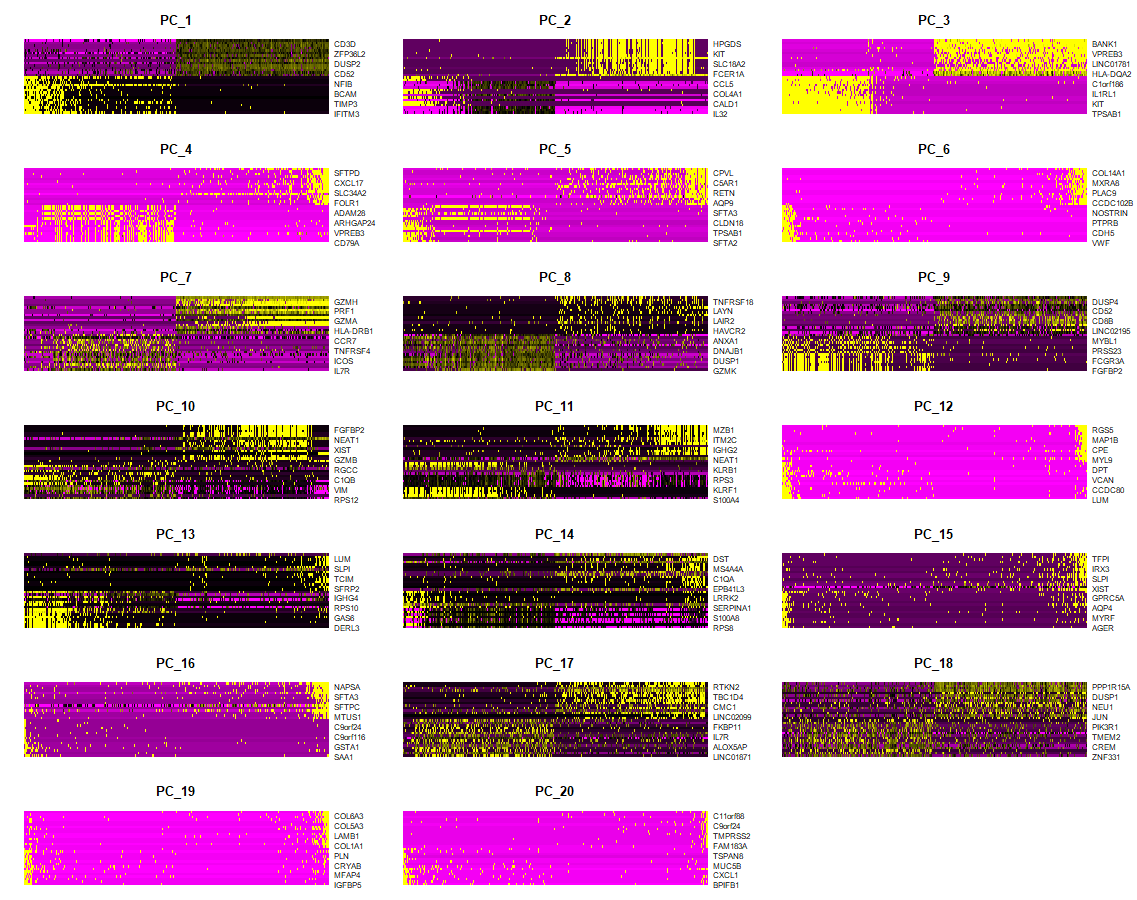 PC_1
CD3D
ZFP36L2
DUSP2
CD52
NFIB
BCAM
TIMP3
IFITM3
PC_2
HPGDS
KIT
SLC18A2
FCER1A
CCL5
COL4A1
CALD1
IL32
PC_3
BANK1
VPREB3
LINC01781
HLA-DQA2
C1orf186
IL1RL1
KIT
TPSAB1
PC_4
SFTPD
CXCL17
SLC34A2
FOLR1
ADAM28
ARHGAP24
VPREB3
CD79A
PC_5
CPVL
C5AR1
RETN
AQP9
SFTA3
CLDN18
TPSAB1
SFTA2
PC_6
COL14A1
MXRA8
PLAC9
CCDC102B
NOSTRIN
PTPRB
CDH5
VWF
PC_7
GZMH
PRF1
GZMA
HLA-DRB1
CCR7
TNFRSF4
ICOS
IL7R
PC_8
TNFRSF18
LAYN
LAIR2
HAVCR2
ANXA1
DNAJB1
DUSP1
GZMK
PC_9
DUSP4
CD52
CD8B
LINC02195
MYBL1
PRSS23
FCGR3A
FGFBP2
PC_10
FGFBP2
NEAT1
XIST
GZMB
RGCC
C1QB
VIM
RPS12
PC_11
MZB1
ITM2C
IGHG2
NEAT1
KLRB1
RPS3
KLRF1
S100A4
PC_12
RGS5
MAP1B
CPE
MYL9
DPT
VCAN
CCDC80
LUM
PC_13
LUM
SLPI
TCIM
SFRP2
IGHG4
RPS10
GAS6
DERL3
PC_14
DST
MS4A4A
C1QA
EPB41L3
LRRK2
SERPINA1
S100A8
RPS8
PC_15
TFPI
IRX3
SLPI
XIST
GPRC5A
AQP4
MYRF
AGER
PC_16
NAPSA
SFTA3
SFTPC
MTUS1
C9orf24
C9orf116
GSTA1
SAA1
PC_17
RTKN2
TBC1D4
CMC1
LINC02099
FKBP11
IL7R
ALOX5AP
LINC01871
PC_18
PPP1R15A
DUSP1
NEU1
JUN
PIK3R1
TMEM2
CREM
ZNF331
PC_19
COL6A3
COL5A3
LAMB1
COL1A1
PLN
CRYAB
MFAP4
IGFBP5
PC_20
C11orf88
C9orf24
TMPRSS2
FAM183A
TSPAN8
MUC5B
CXCL1
BPIFB1